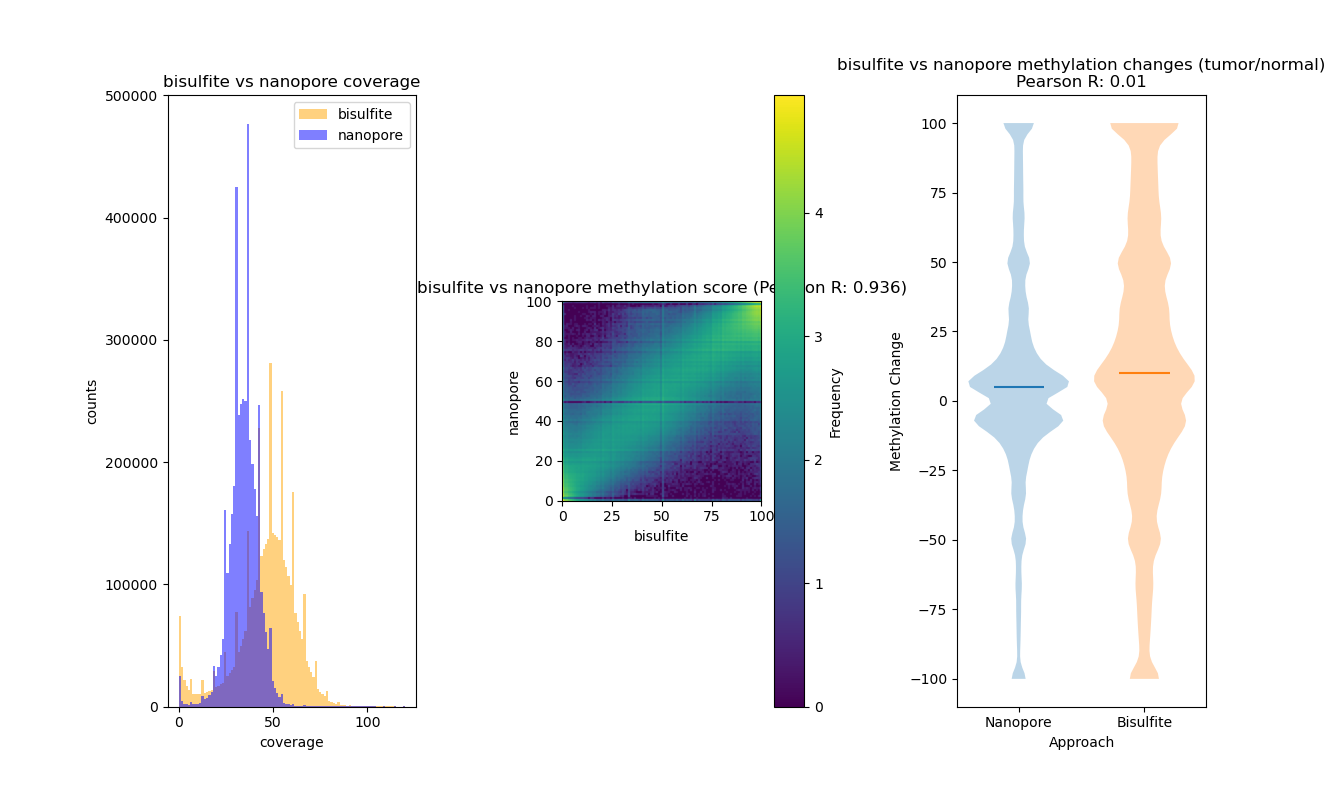 bisulfite vs nanopore coverage
500000
400000
300000
200000
100000
0
counts
0
50
100
coverage
bisulfite
nanopore
bisulfite vs nanopore methylation score (Pearson R: 0.936)
100
80
60
40
20
0
nanopore
0
25
50
75
100
bisulfite
4
3
2
1
0
Frequency
bisulfite vs nanopore methylation changes (tumor/normal)
Pearson R: 0.01
100
75
50
25
0
−25
−50
−75
−100
Methylation Change
Nanopore
Bisulfite
Approach